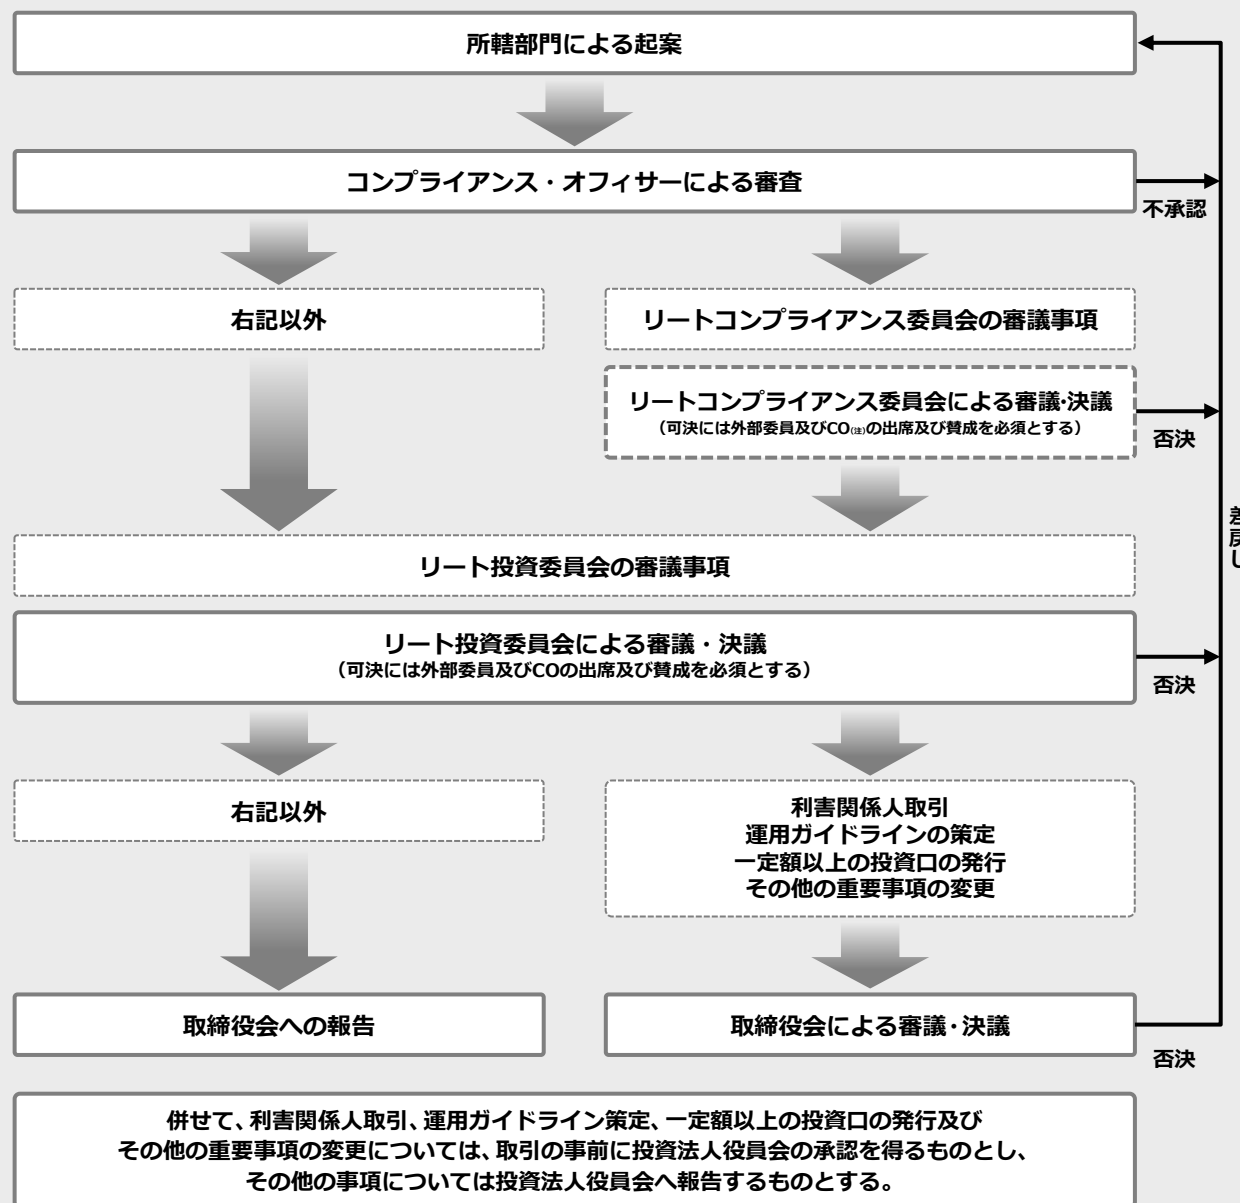 所轄部門による起案
コンプライアンス・オフィサーによる審査
不承認
右記以外
リートコンプライアンス委員会の審議事項
リートコンプライアンス委員会による審議・決議
（可決には外部委員及びCO(注)の出席及び賛成を必須とする）
否決
差戻し
リート投資委員会の審議事項
リート投資委員会による審議・決議
（可決には外部委員及びCOの出席及び賛成を必須とする）
否決
右記以外
利害関係人取引
運用ガイドラインの策定
一定額以上の投資口の発行
その他の重要事項の変更
取締役会への報告
取締役会による審議・決議
否決
併せて、利害関係人取引、運用ガイドライン策定、一定額以上の投資口の発行及び
その他の重要事項の変更については、取引の事前に投資法人役員会の承認を得るものとし、
その他の事項については投資法人役員会へ報告するものとする。